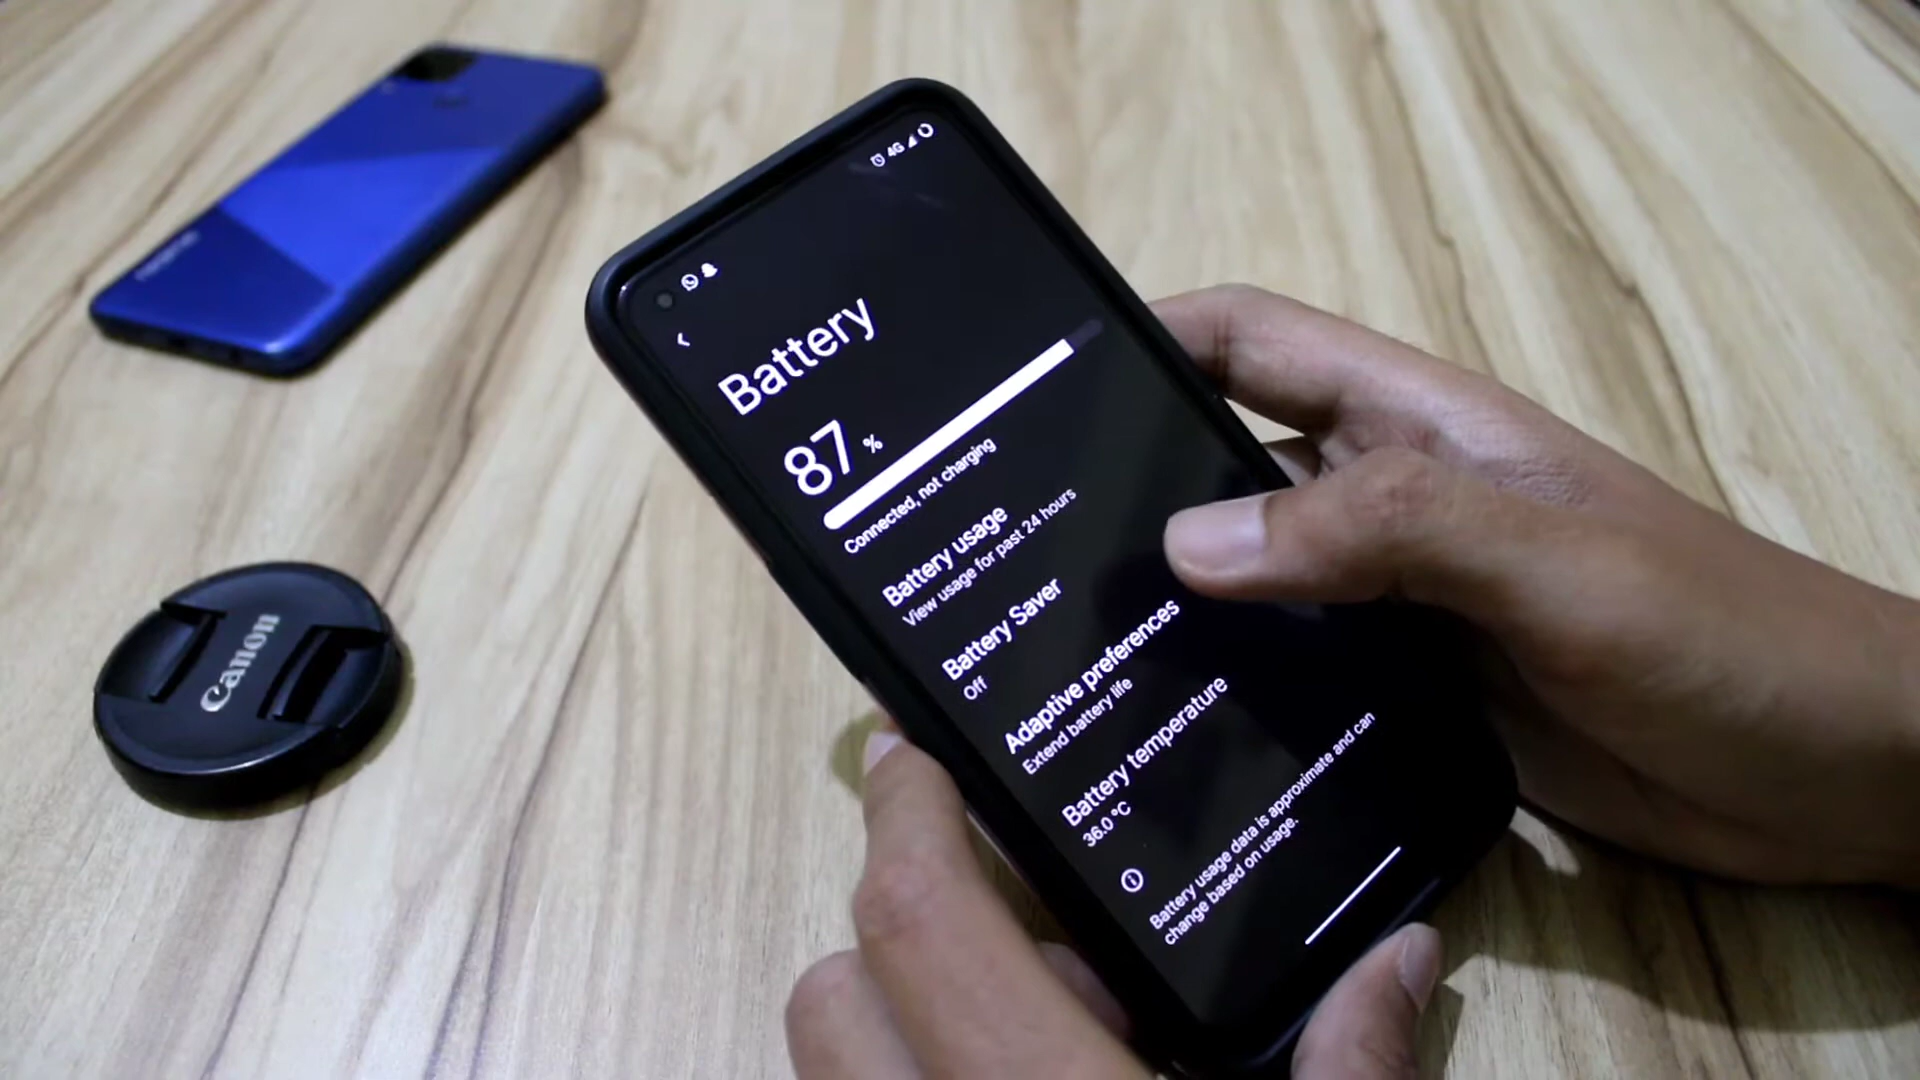 4G
Battery
87 %
Connected, not charging
Battery usage
View usage for past 24 hours
Battery Saver
Off
Adaptive preferences
Extend battery life
Battery temperature
36.0 °C
Battery usage data is approximate and can
change based on usage.
Canon